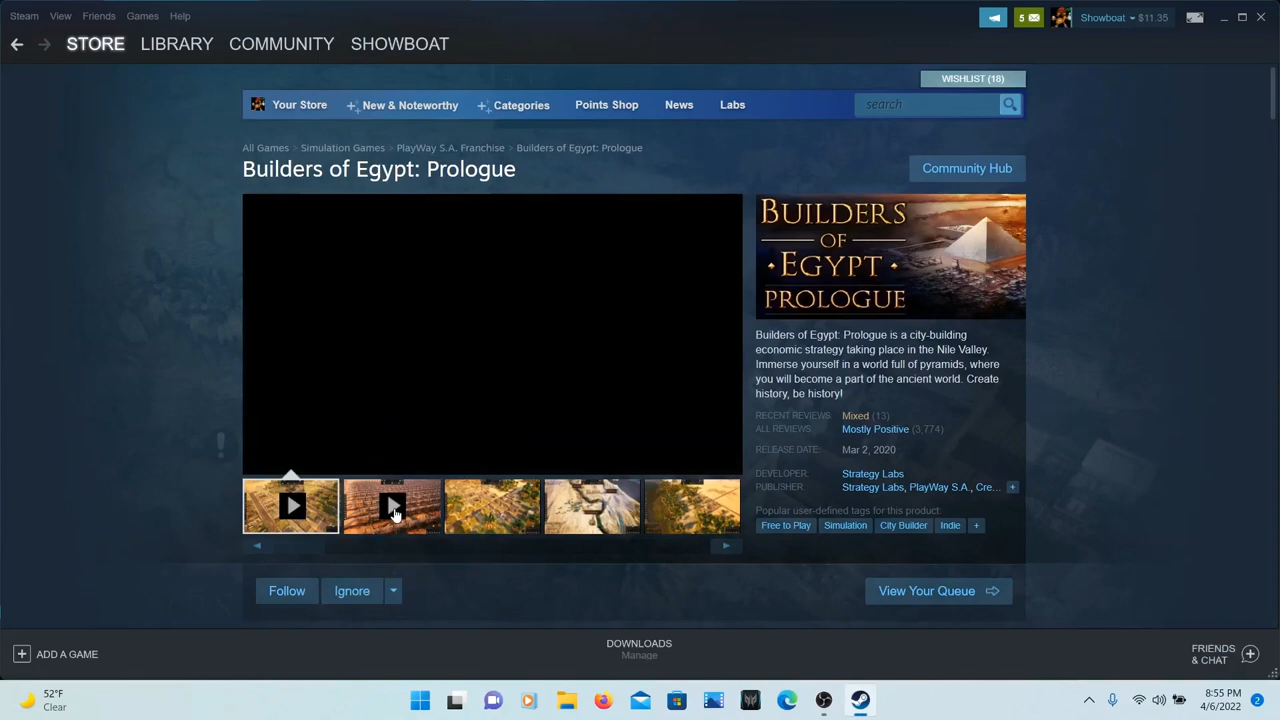 Steam View Friends Games Help
5 Showboat $11.35
STORE LIBRARY COMMUNITY SHOWBOAT
WISHLIST (18)
Your Store New & Noteworthy Categories Points Shop News Labs search
All Games > Simulation Games > PlayWay S.A. Franchise > Builders of Egypt: Prologue
Builders of Egypt: Prologue
Community Hub
BUILDERS
OF
EGYPT
PROLOGUE
Builders of Egypt: Prologue is a city-building
economic strategy taking place in the Nile Valley.
Immerse yourself in a world full of pyramids, where
you will become a part of the ancient world. Create
history, be history!
RECENT REVIEWS: Mixed (13)
ALL REVIEWS: Mostly Positive (3,774)
RELEASE DATE: Mar 2, 2020
DEVELOPER: Strategy Labs
PUBLISHER: Strategy Labs, PlayWay S.A., Cre... +
Popular user-defined tags for this product:
Free to Play Simulation City Builder Indie +
Follow Ignore View Your Queue
ADD A GAME
DOWNLOADS
Manage
FRIENDS
& CHAT
52°F
Clear
8:55 PM
4/6/2022
2